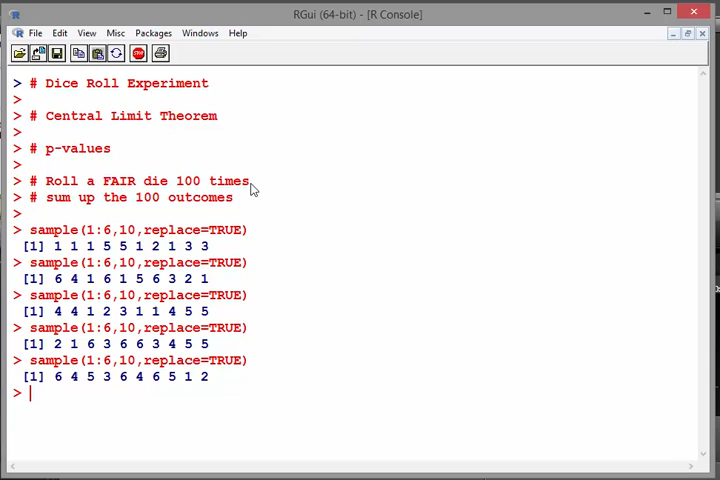 RGui (64-bit) - [R Console]
File Edit View Misc Packages Windows Help
STOP
> # Dice Roll Experiment
>
> # Central Limit Theorem
>
> # p-values
>
> # Roll a FAIR die 100 times
> # sum up the 100 outcomes
>
> sample(1:6,10,replace=TRUE)
[1] 1 1 1 5 5 1 2 1 3 3
> sample(1:6,10,replace=TRUE)
[1] 6 4 1 6 1 5 6 3 2 1
> sample(1:6,10,replace=TRUE)
[1] 4 4 1 2 3 1 1 4 5 5
> sample(1:6,10,replace=TRUE)
[1] 2 1 6 3 6 6 3 4 5 5
> sample(1:6,10,replace=TRUE)
[1] 6 4 5 3 6 4 6 5 1 2
>